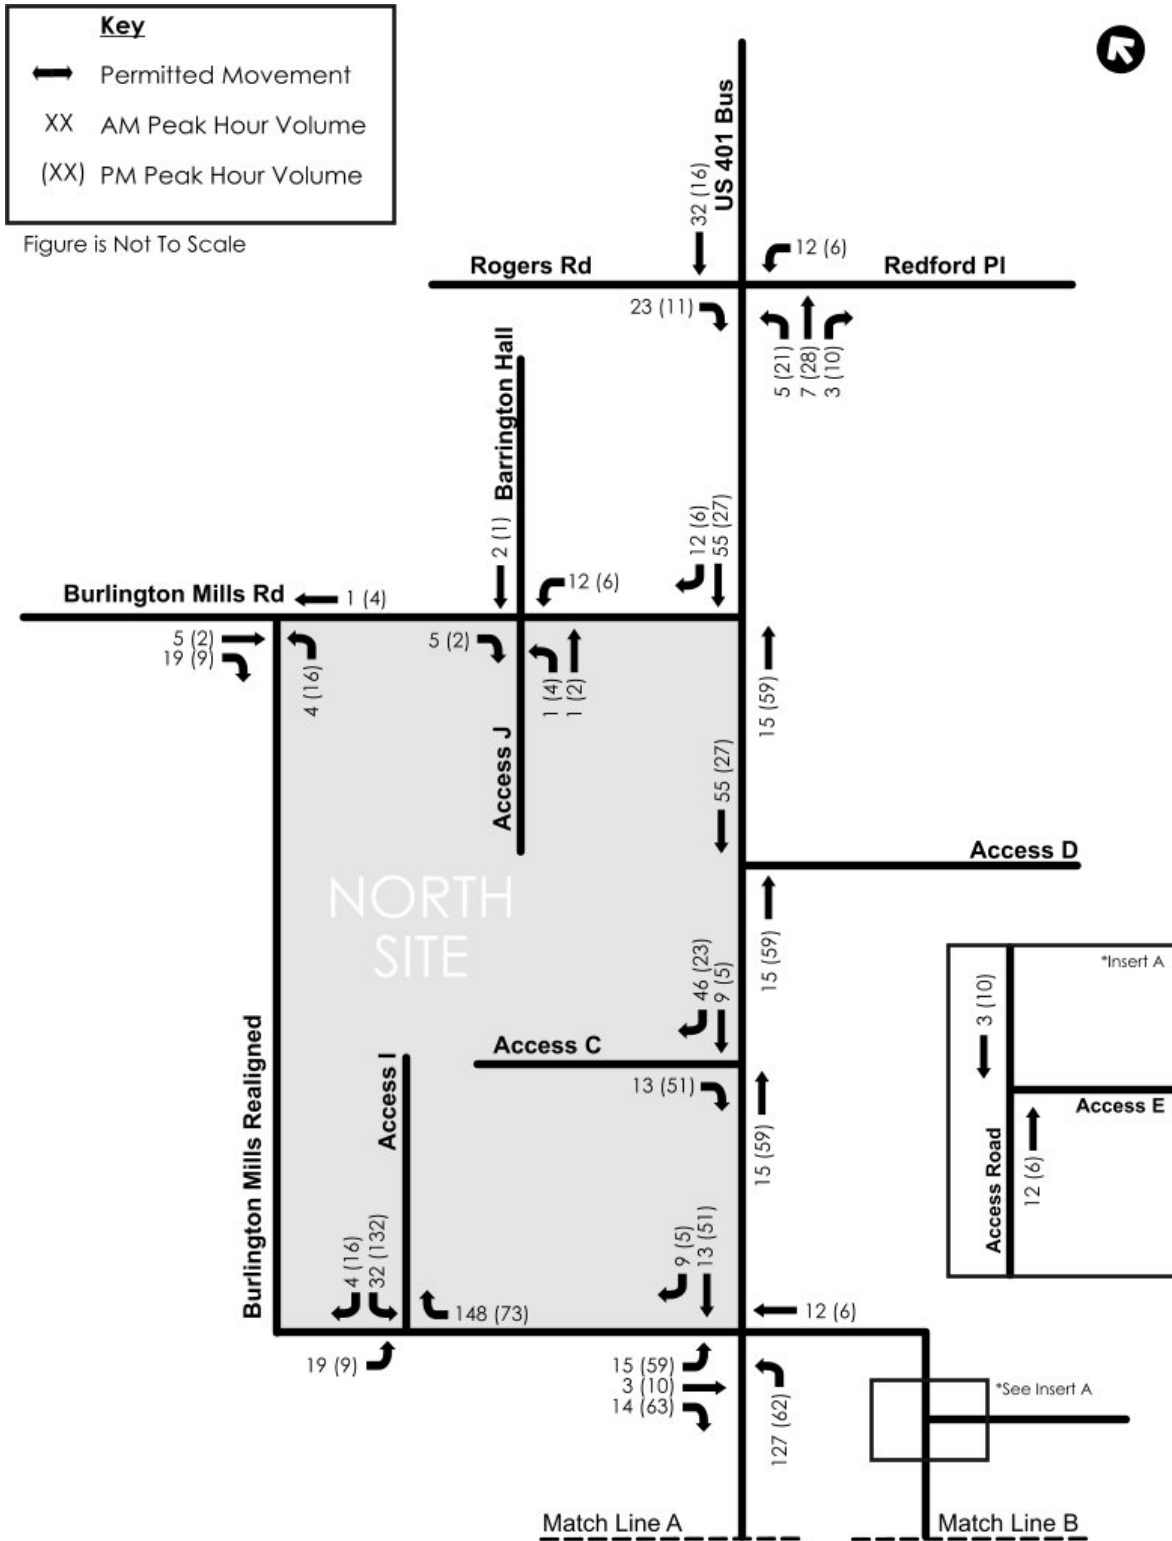 Key
Permitted Movement
XX AM Peak Hour Volume
(XX) PM Peak Hour Volume
Figure is Not To Scale
US 401 Bus
32 (16)
12 (6)
Rogers Rd
Redford Pl
23 (11)
5 (21)
7 (28)
3 (10)
Barrington Hall
2 (1)
12 (6)
12 (6)
55 (27)
Burlington Mills Rd
1 (4)
5 (2)
19 (9)
4 (16)
5 (2)
1 (4)
1 (2)
15 (59)
Access J
55 (27)
Access D
NORTH
SITE
15 (59)
46 (23)
9 (5)
*Insert A
3 (10)
Access E
Access Road
12 (6)
Access C
13 (51)
15 (59)
Burlington Mills Realigned
Access I
4 (16)
32 (132)
148 (73)
9 (5)
13 (51)
12 (6)
19 (9)
15 (59)
3 (10)
14 (63)
127 (62)
*See Insert A
Match Line A
Match Line B